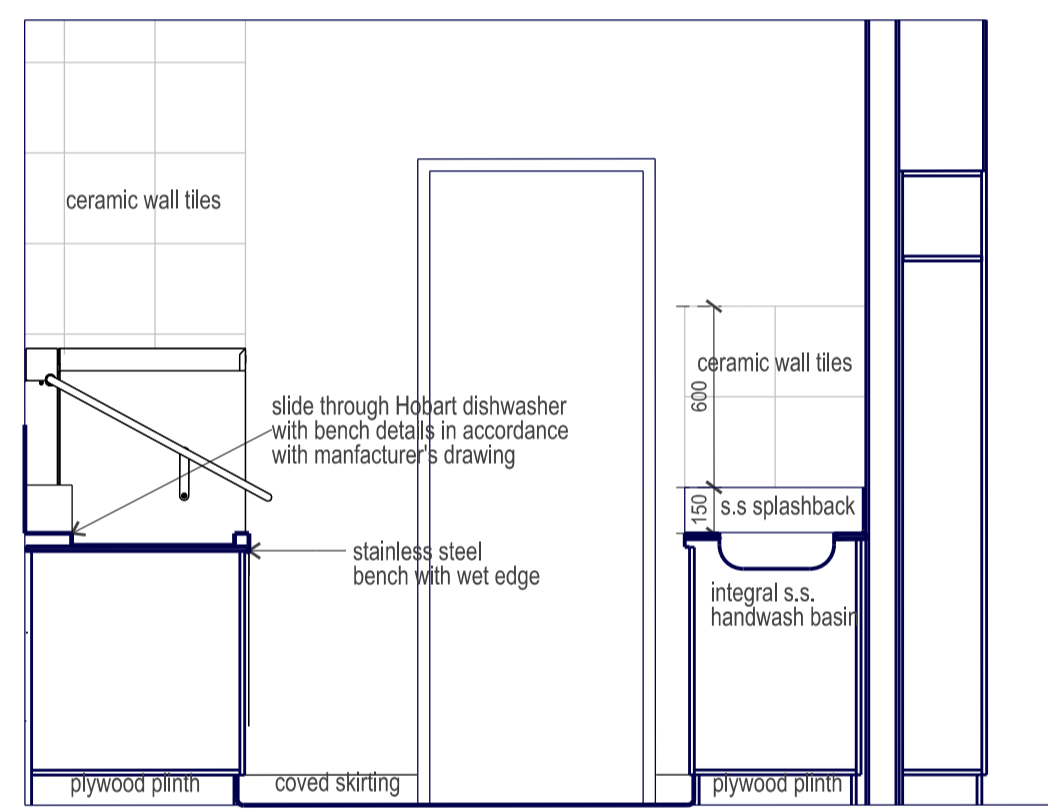 ceramic wall tiles
slide through Hobart dishwasher
with bench details in accordance
with manfacturer's drawing
stainless steel
bench with wet edge
ceramic wall tiles
600
150
s.s splashback
integral s.s.
handwash basin
plywood plinth
coved skirting
plywood plinth